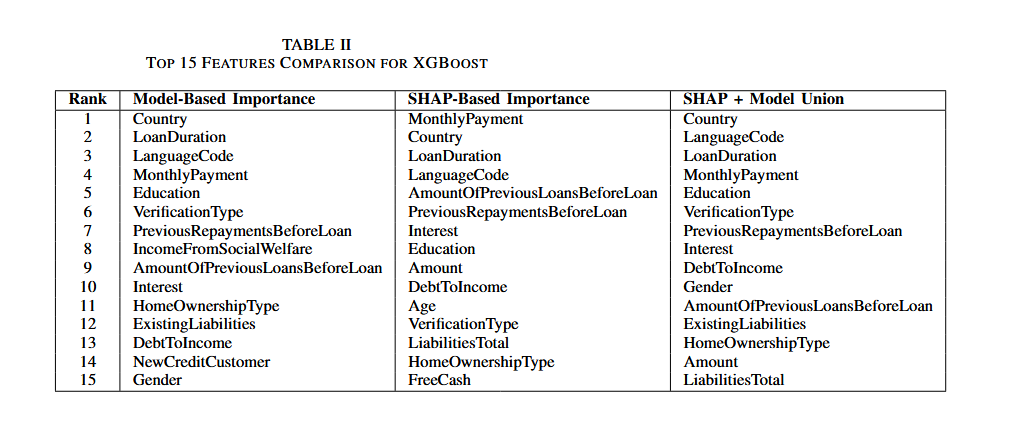 TABLE II
TOP 15 FEATURES COMPARISON FOR XGBOOST
Rank Model-Based Importance SHAP-Based Importance SHAP + Model Union
1 Country MonthlyPayment Country
2 LoanDuration Country LanguageCode
3 LanguageCode LoanDuration LoanDuration
4 MonthlyPayment LanguageCode MonthlyPayment
5 Education AmountOfPreviousLoansBeforeLoan Education
6 VerificationType PreviousRepaymentsBeforeLoan VerificationType
7 PreviousRepaymentsBeforeLoan Interest PreviousRepaymentsBeforeLoan
8 IncomeFromSocialWelfare Education Interest
9 AmountOfPreviousLoansBeforeLoan Amount DebtToIncome
10 Interest DebtToIncome Gender
11 HomeOwnershipType Age AmountOfPreviousLoansBeforeLoan
12 ExistingLiabilities VerificationType ExistingLiabilities
13 DebtToIncome LiabilitiesTotal HomeOwnershipType
14 NewCreditCustomer HomeOwnershipType Amount
15 Gender FreeCash LiabilitiesTotal